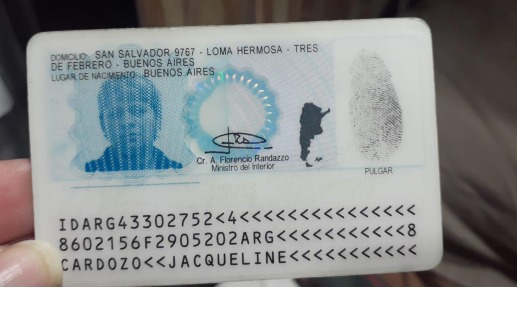 DOMICILIO: SAN SALVADOR 9767 - LOMA HERMOSA - TRES
DE FEBRERO - BUENOS AIRES
LUGAR DE NACIMIENTO: BUENOS AIRES
Cr. A. Florencio Randazzo
Ministro del Interior
PULGAR
IDARG43302752<4<<<<<<<<<<<<<<<
8602156F2905202ARG<<<<<<<<<<<8
CARDOZO<<JACQUELINE<<<<<<<<<<<